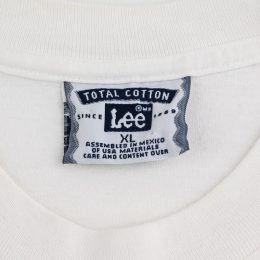 TOTAL COTTON
SINCE 1889
Lee
XL
ASSEMBLED IN MEXICO
OF USA MATERIALS
CARE AND CONTENT OVER